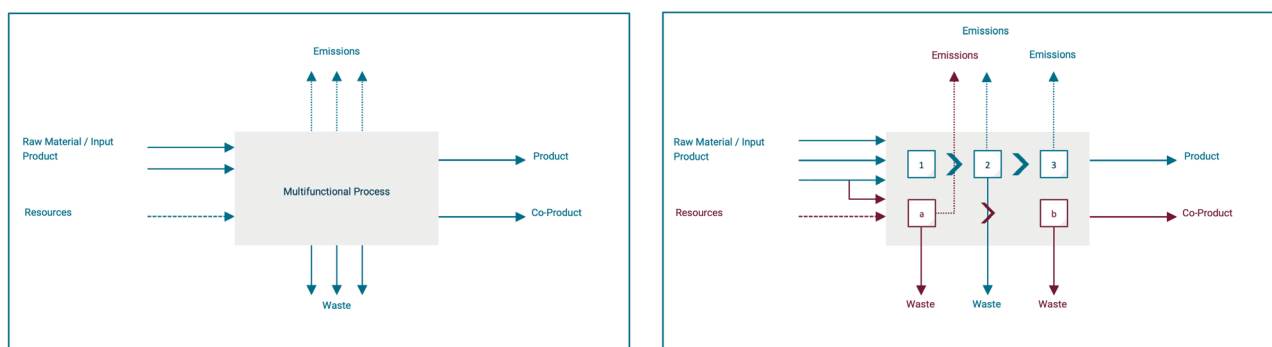 Emissions
Raw Material / Input
Product
Multifunctional Process
Product
Resources
Co-Product
Waste
Emissions
Emissions
Emissions
Raw Material / Input
Product
1
2
3
Product
Resources
a
b
Co-Product
Waste
Waste
Waste